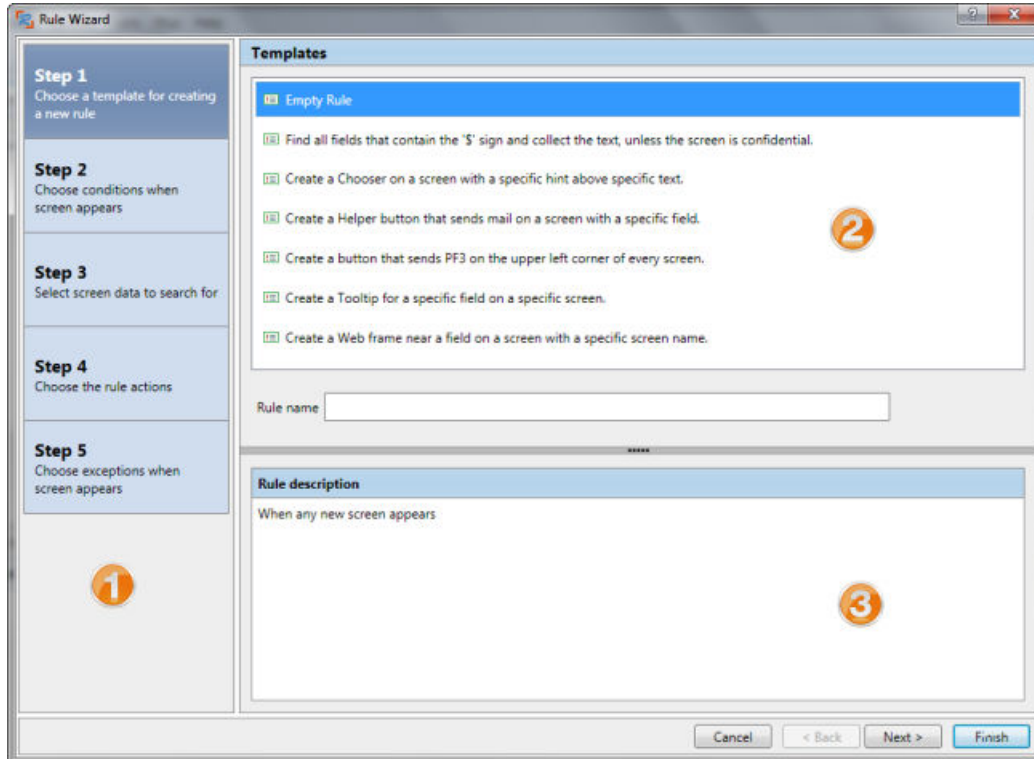 Rule Wizard
Step 1
Choose a template for creating
a new rule
Step 2
Choose conditions when
screen appears
Step 3
Select screen data to search for
Step 4
Choose the rule actions
Step 5
Choose exceptions when
screen appears
1
Templates
Empty Rule
Find all fields that contain the '$' sign and collect the text, unless the screen is confidential.
Create a Chooser on a screen with a specific hint above specific text.
Create a Helper button that sends mail on a screen with a specific field.
Create a button that sends PF3 on the upper left corner of every screen.
Create a Tooltip for a specific field on a specific screen.
Create a Web frame near a field on a screen with a specific screen name.
2
Rule name
Rule description
When any new screen appears
3
Cancel
< Back
Next >
Finish